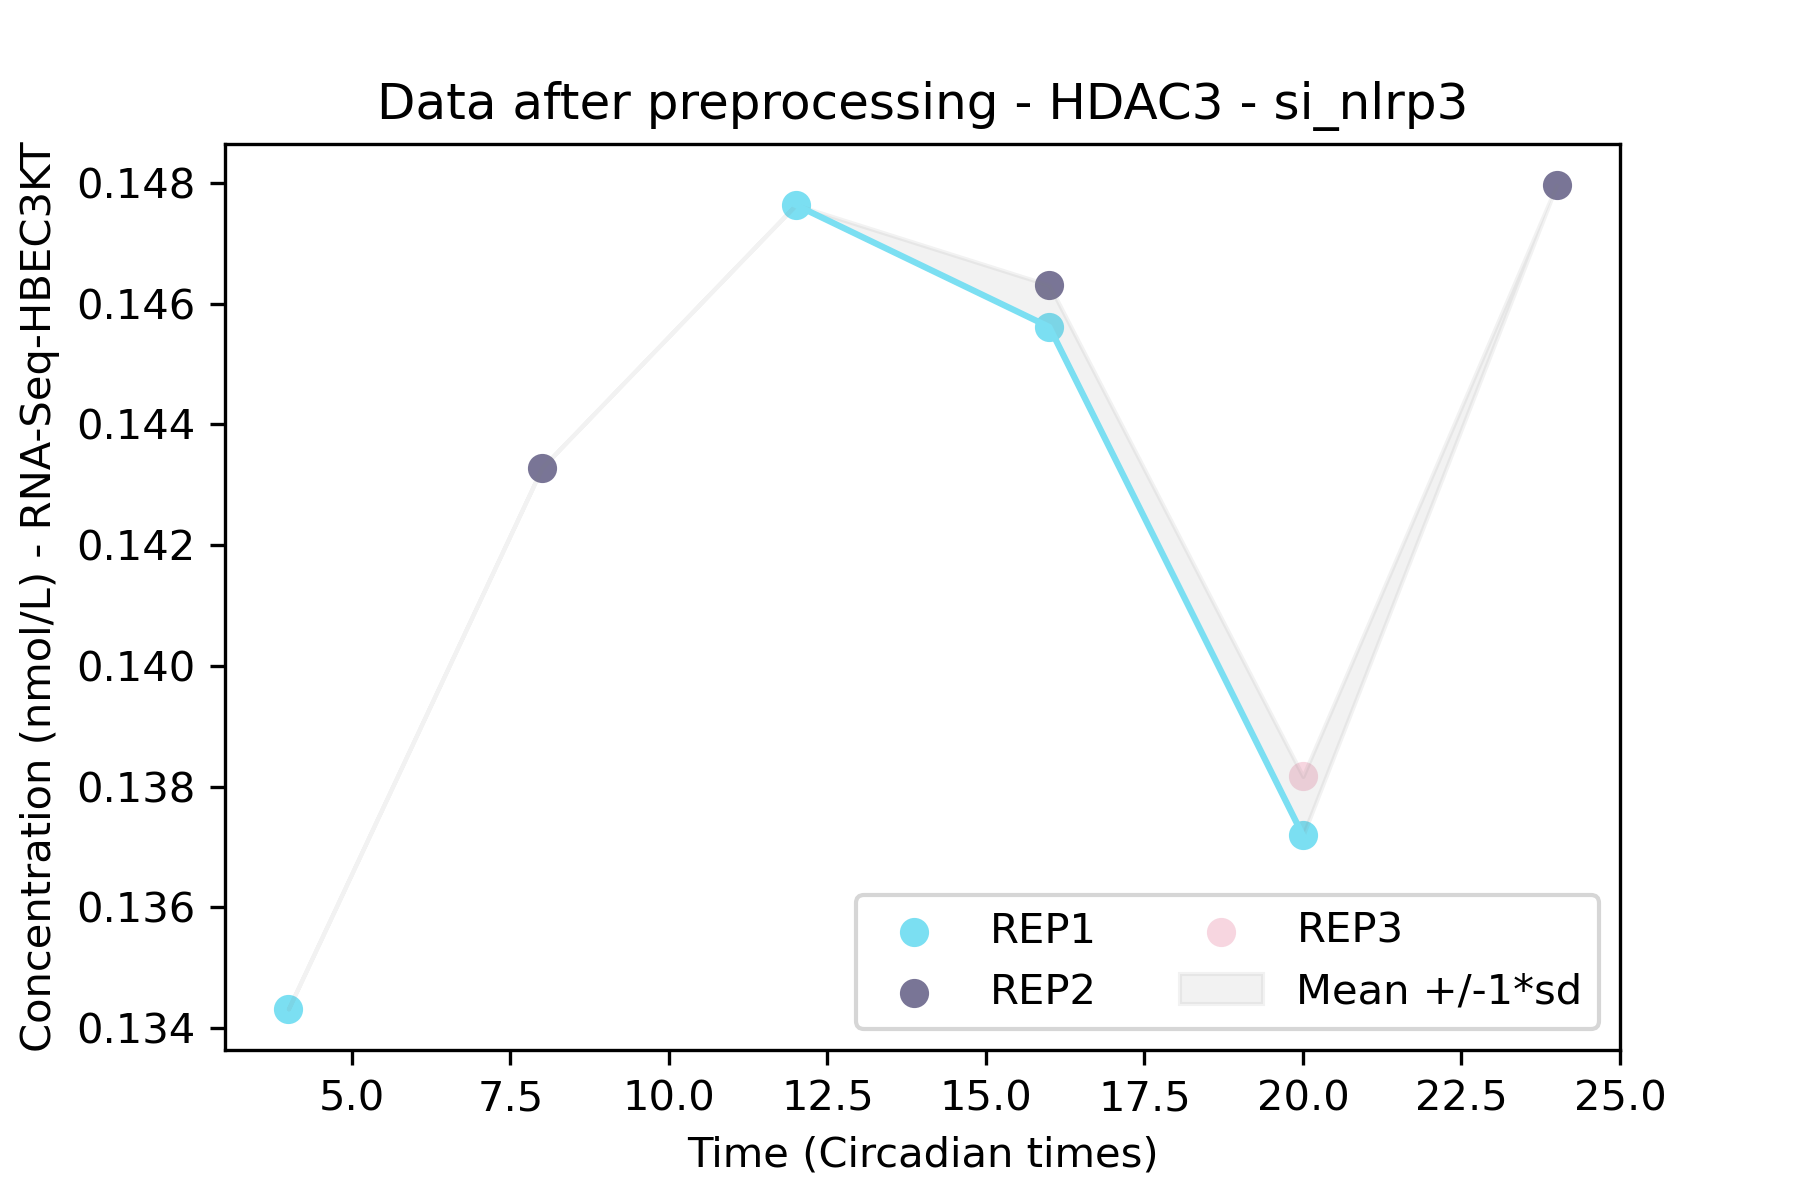 Data after preprocessing - HDAC3 - si_nlrp3
Concentration (nmol/L) - RNA-Seq-HBEC3KT
0.148
0.146
0.144
0.142
0.140
0.138
0.136
0.134
REP1
REP2
REP3
Mean +/-1*sd
5.0 7.5 10.0 12.5 15.0 17.5 20.0 22.5 25.0
Time (Circadian times)